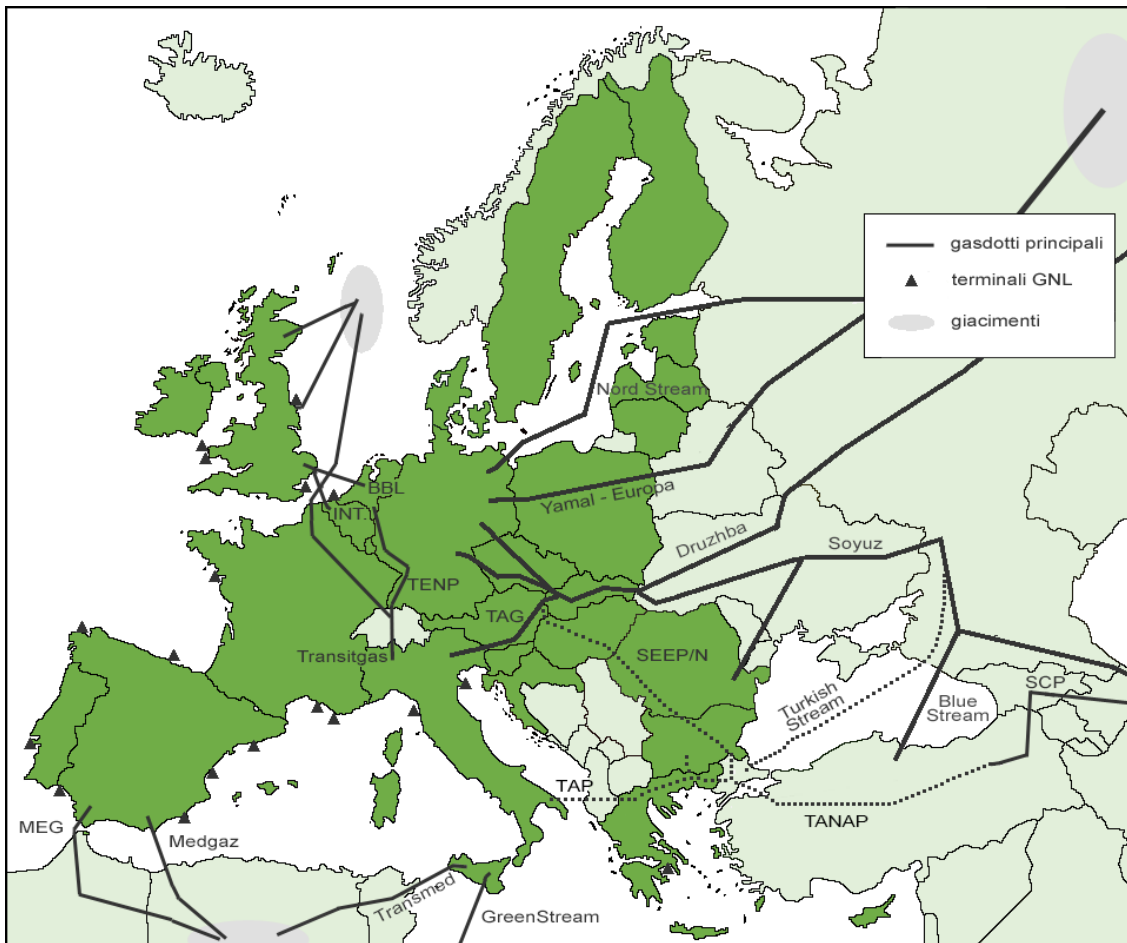 gasdotti principali
terminali GNL
giacimenti
Nord Stream
BBL
INT.
Yamal - Europa
Druzhba
Soyuz
TENP
TAG
Transitgas
SEEP/N
Turkish
Stream
Blue
Stream
SCP
TAP
TANAP
MEG
Medgaz
Transmed
GreenStream